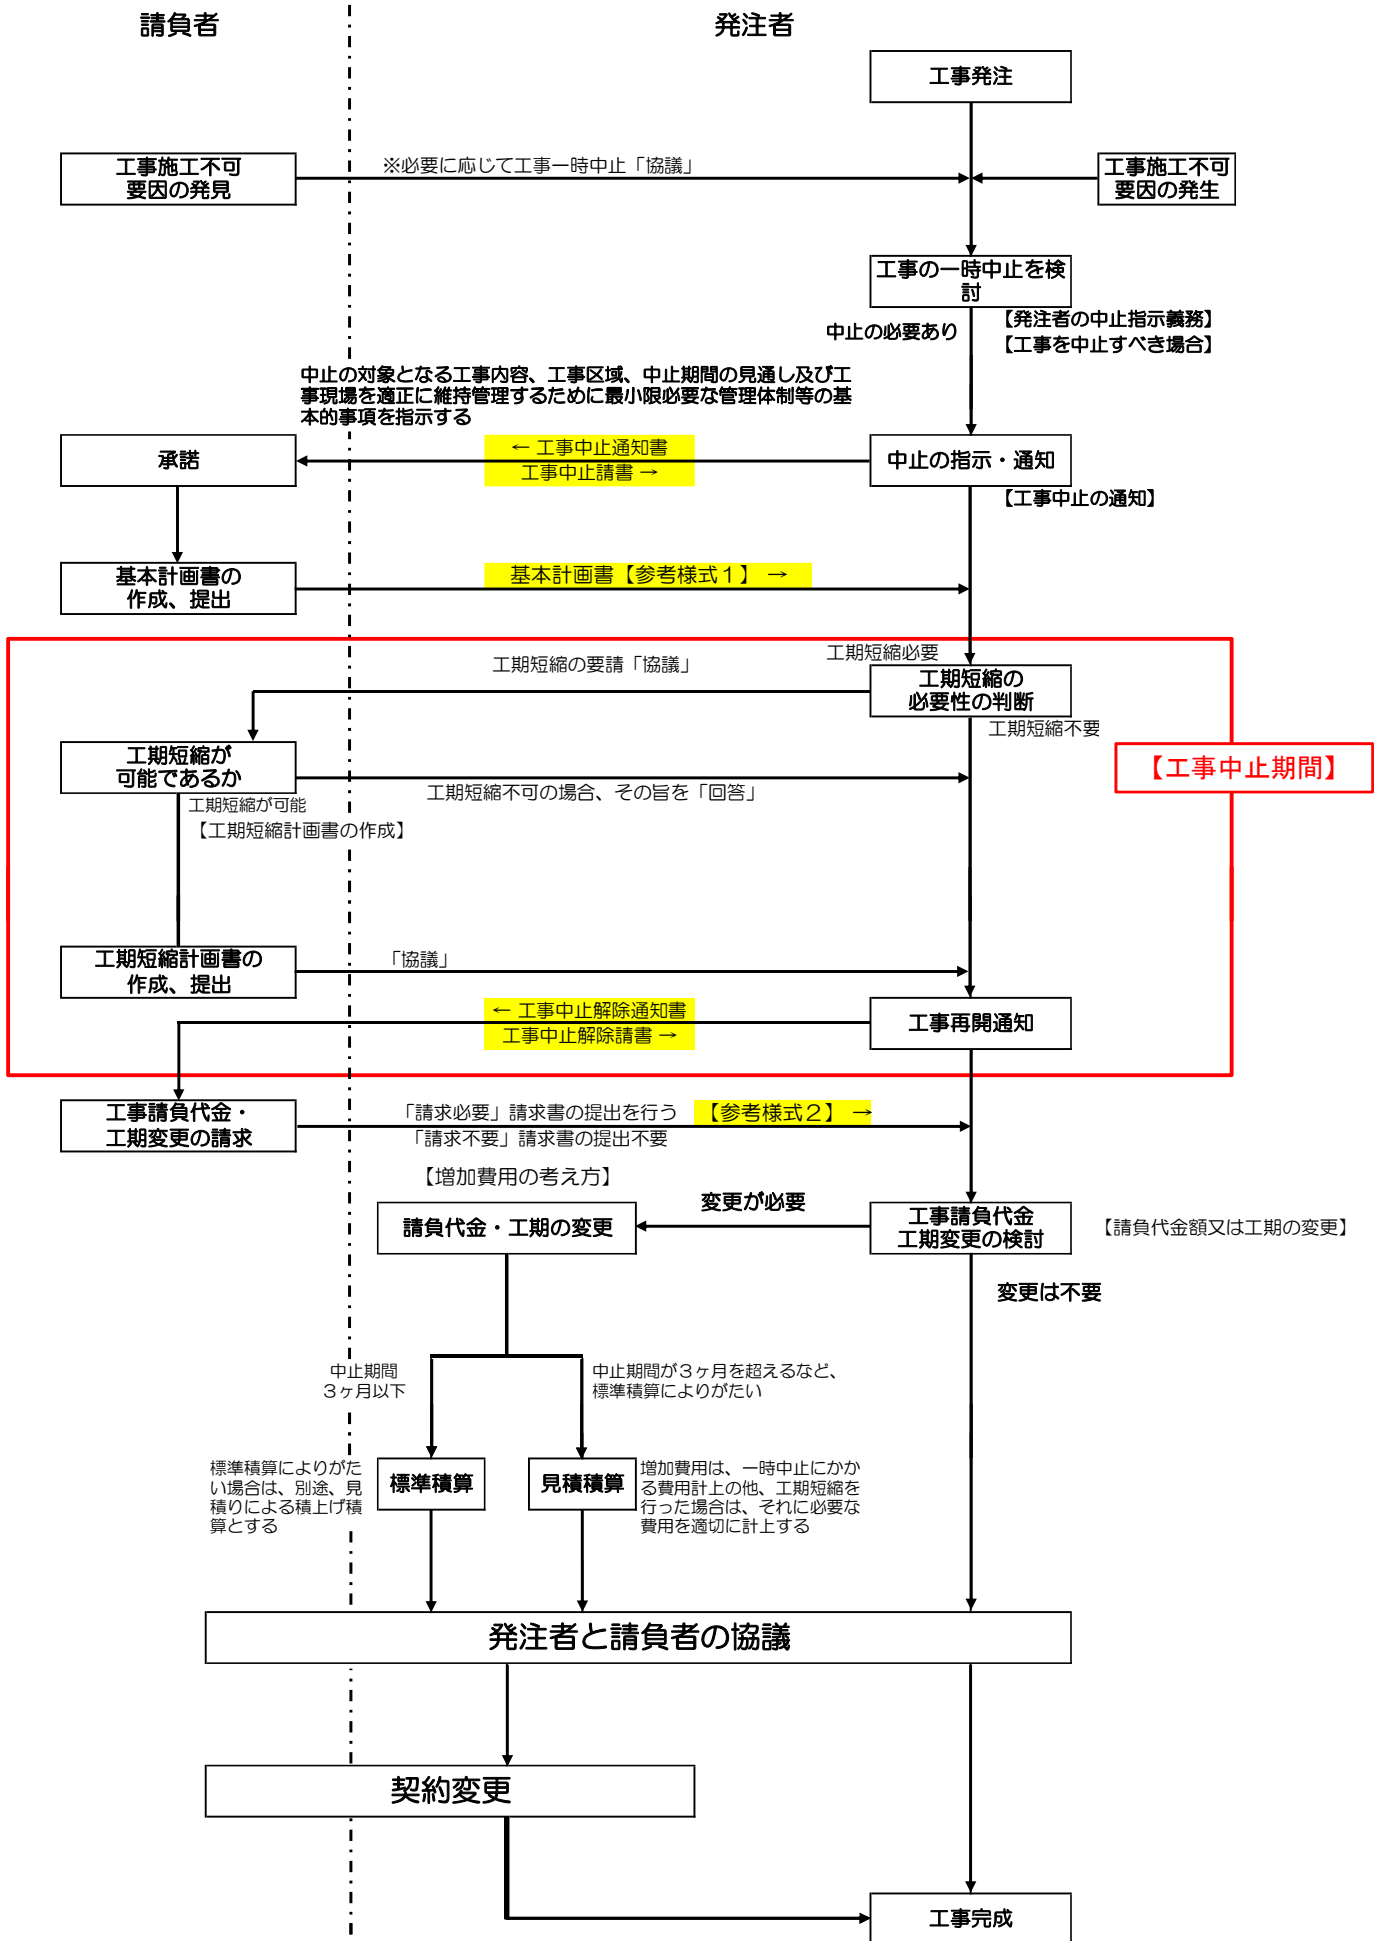 請負者
発注者
工事発注
工事施工不可
要因の発見
※必要に応じて工事一時中止「協議」
工事施工不可
要因の発生
工事の一時中止を検
討
中止の必要あり
【発注者の中止指示義務】
【工事を中止すべき場合】
中止の対象となる工事内容、工事区域、中止期間の見通し及び工
事現場を適正に維持管理するために最小限必要な管理体制等の基
本的事項を指示する
承諾
← 工事中止通知書
工事中止請書 →
中止の指示・通知
【工事中止の通知】
基本計画書の
作成、提出
基本計画書【参考様式１】 →
工期短縮の要請「協議」
工期短縮必要
工期短縮の
必要性の判断
工期短縮不要
【工事中止期間】
工期短縮が
可能であるか
工期短縮不可の場合、その旨を「回答」
工期短縮が可能
【工期短縮計画書の作成】
工期短縮計画書の
作成、提出
「協議」
← 工事中止解除通知書
工事中止解除請書 →
工事再開通知
工事請負代金・
工期変更の請求
「請求必要」請求書の提出を行う 【参考様式２】 →
「請求不要」請求書の提出不要
【増加費用の考え方】
請負代金・工期の変更
変更が必要
工事請負代金
工期変更の検討
【請負代金額又は工期の変更】
変更は不要
中止期間
３ヶ月以下
中止期間が３ヶ月を超えるなど、
標準積算によりがたい
標準積算によりがた
い場合は、別途、見
積りによる積上げ積
算とする
標準積算
見積積算
増加費用は、一時中止にかか
る費用計上の他、工期短縮を
行った場合は、それに必要な
費用を適切に計上する
発注者と請負者の協議
契約変更
工事完成